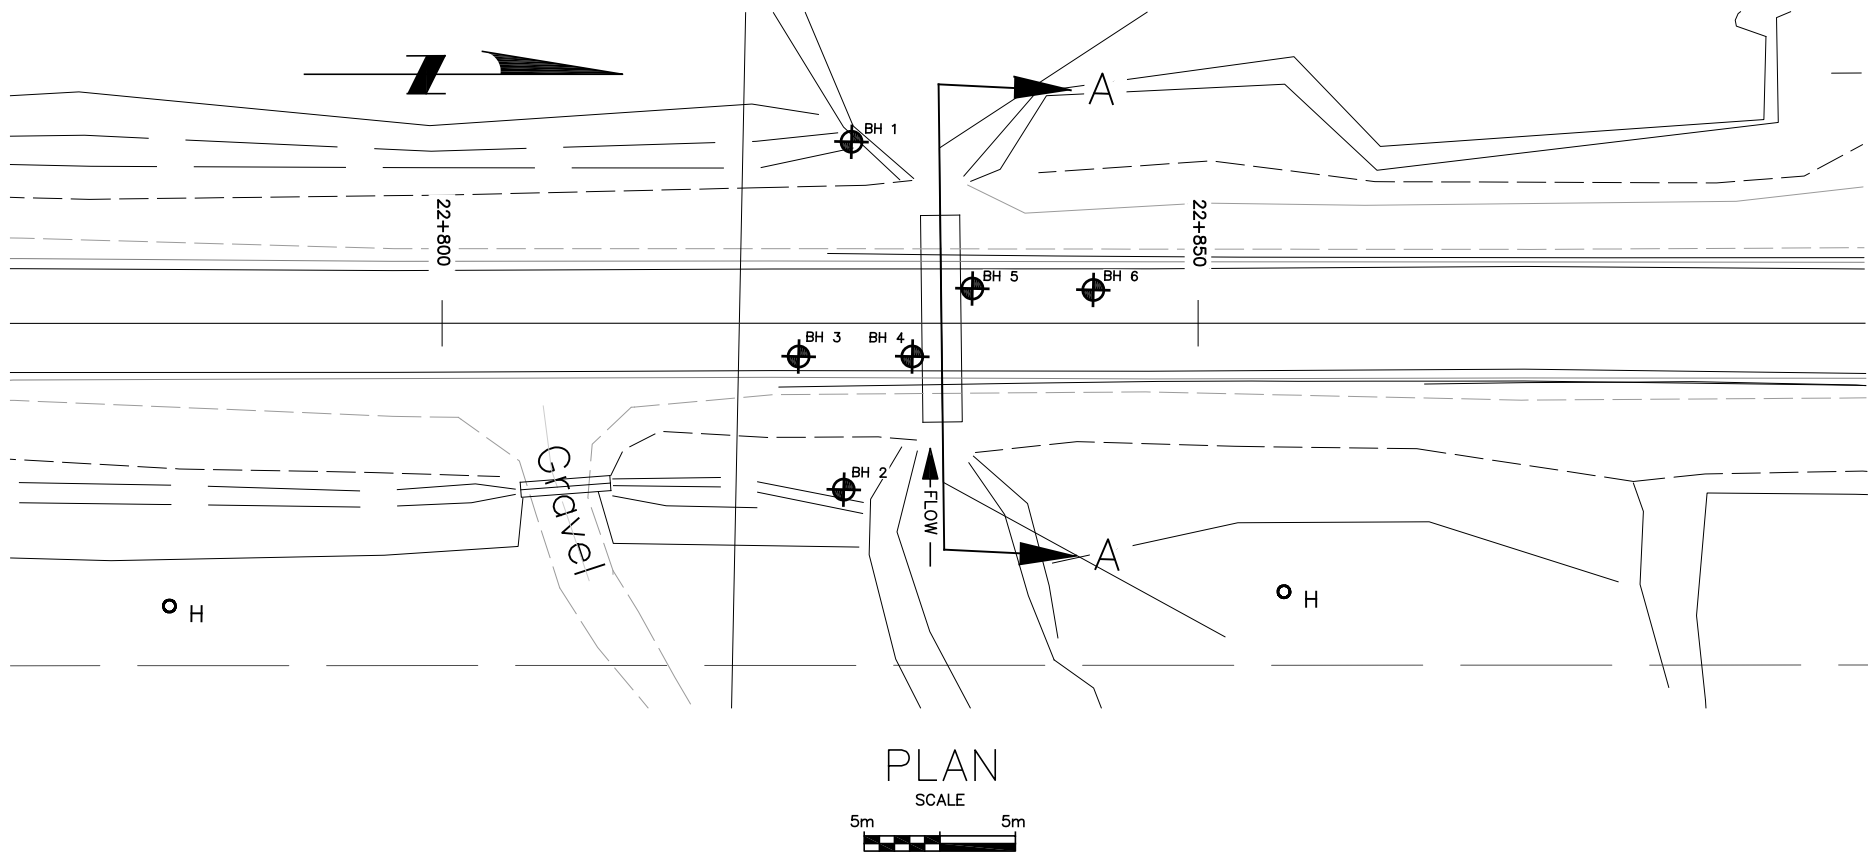 N
A
BH 1
22+800
22+850
BH 5
BH 6
BH 3
BH 4
Gravel
BH 2
FLOW
A
H
H
PLAN
SCALE
5m 5m